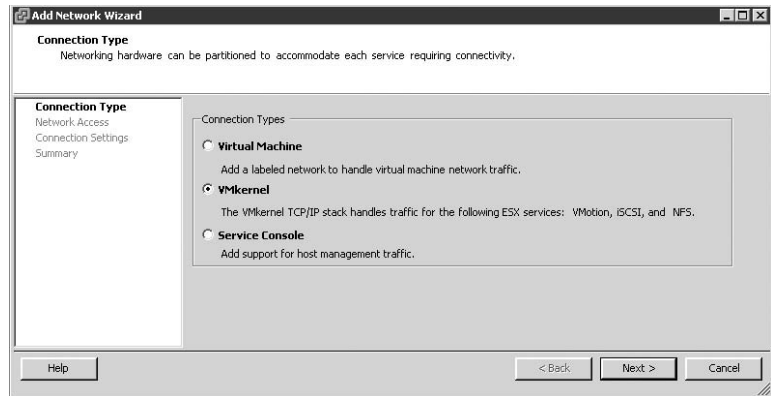 Add Network Wizard
Connection Type
Networking hardware can be partitioned to accommodate each service requiring connectivity.
Connection Type
Network Access
Connection Settings
Summary
Connection Types
Virtual Machine
Add a labeled network to handle virtual machine network traffic.
VMkernel
The VMkernel TCP/IP stack handles traffic for the following ESX services: VMotion, iSCSI, and NFS.
Service Console
Add support for host management traffic.
Help
< Back
Next >
Cancel